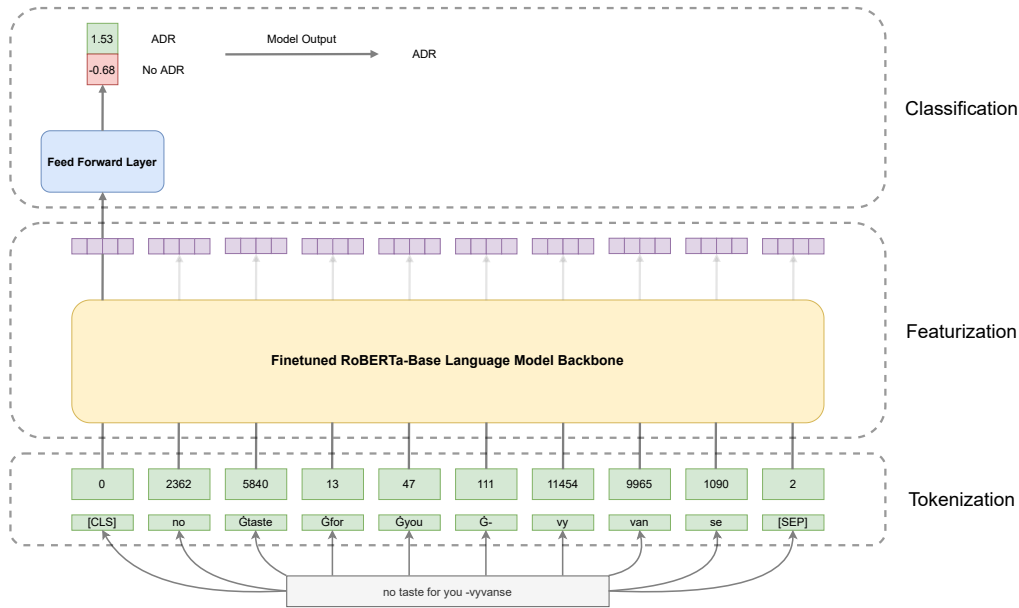 1.53 ADR
Model Output
ADR
-0.68 No ADR
Classification
Feed Forward Layer
Finetuned RoBERTa-Base Language Model Backbone
Featurization
0 2362 5840 13 47 111 11454 9965 1090 2
Tokenization
[CLS] no Ġtaste Ġfor Ġyou Ġ- vy van se [SEP]
no taste for you -vyvanse